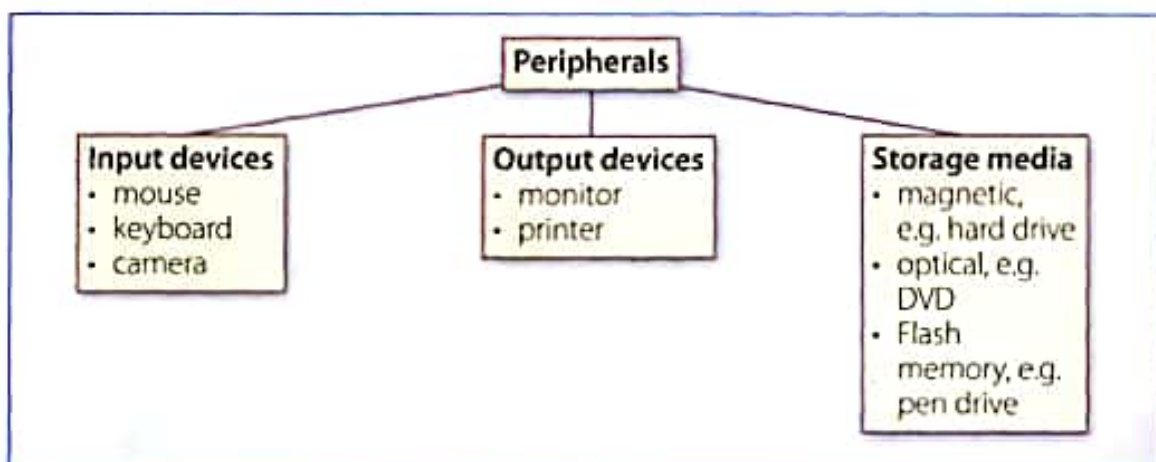 Peripherals
Input devices
• mouse
• keyboard
• camera
Output devices
• monitor
• printer
Storage media
• magnetic,
e.g. hard drive
• optical, e.g.
DVD
• Flash
memory, e.g.
pen drive